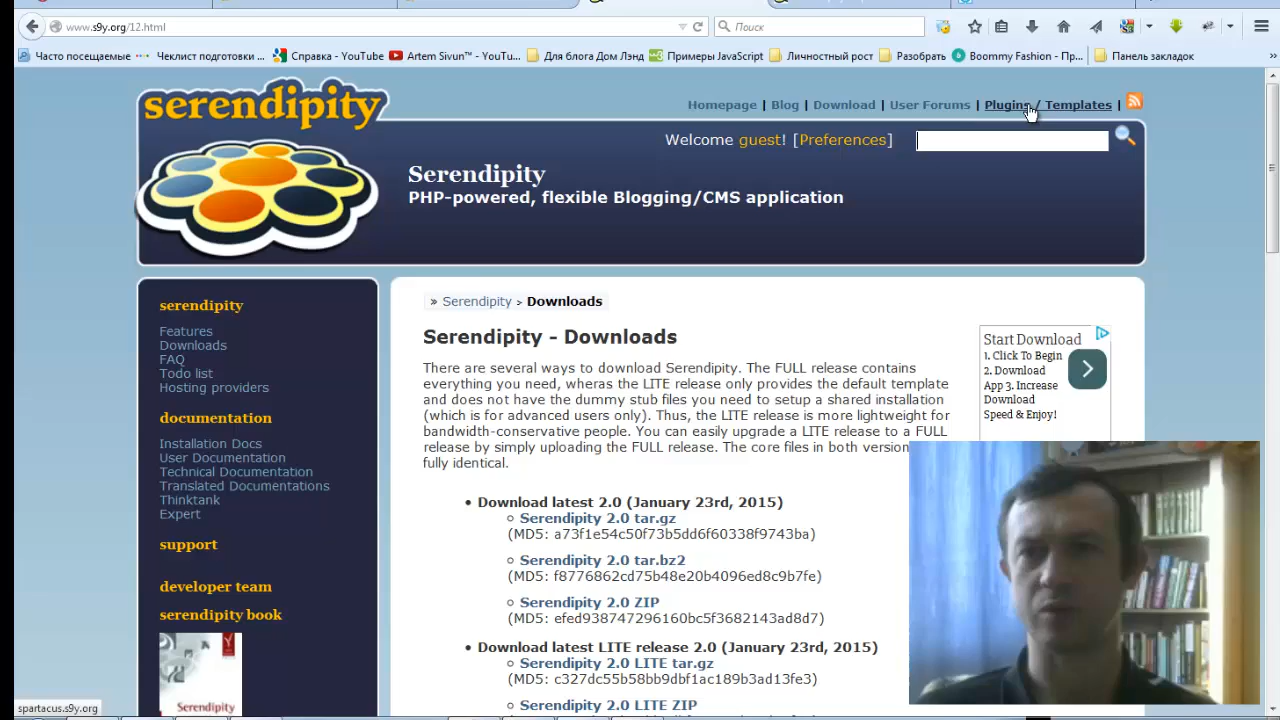 www.s9y.org/12.html
Поиск
Часто посещаемые
Чеклист подготовки ...
Справка - YouTube
Artem Sivun™ - YouTu...
Для блога Дом Лэнд
Примеры JavaScript
Личностный рост
Разобрать
Boommy Fashion - Пр...
Панель закладок
serendipity
Homepage | Blog | Download | User Forums | Plugins / Templates |
Welcome guest! [Preferences]
Serendipity
PHP-powered, flexible Blogging/CMS application
serendipity
Features
Downloads
FAQ
Todo list
Hosting providers
documentation
Installation Docs
User Documentation
Technical Documentation
Translated Documentations
Thinktank
Expert
support
developer team
serendipity book
Serendipity
» Serendipity > Downloads
Serendipity - Downloads
There are several ways to download Serendipity. The FULL release contains
everything you need, wheras the LITE release only provides the default template
and does not have the dummy stub files you need to setup a shared installation
(which is for advanced users only). Thus, the LITE release is more lightweight for
bandwidth-conservative people. You can easily upgrade a LITE release to a FULL
release by simply uploading the FULL release. The core files in both version
fully identical.
• Download latest 2.0 (January 23rd, 2015)
Serendipity 2.0 tar.gz
(MD5: a73f1e54c50f73b5dd6f60338f9743ba)
Serendipity 2.0 tar.bz2
(MD5: f8776862cd75b48e20b4096ed8c9b7fe)
Serendipity 2.0 ZIP
(MD5: efed938747296160bc5f3682143ad8d7)
• Download latest LITE release 2.0 (January 23rd, 2015)
Serendipity 2.0 LITE tar.gz
(MD5: c327dc55b58bb9dbf1ac189b3ad13fe3)
Serendipity 2.0 LITE ZIP
Start Download
1. Click To Begin
2. Download
App 3. Increase
Download
Speed & Enjoy!
spartacus.s9y.org